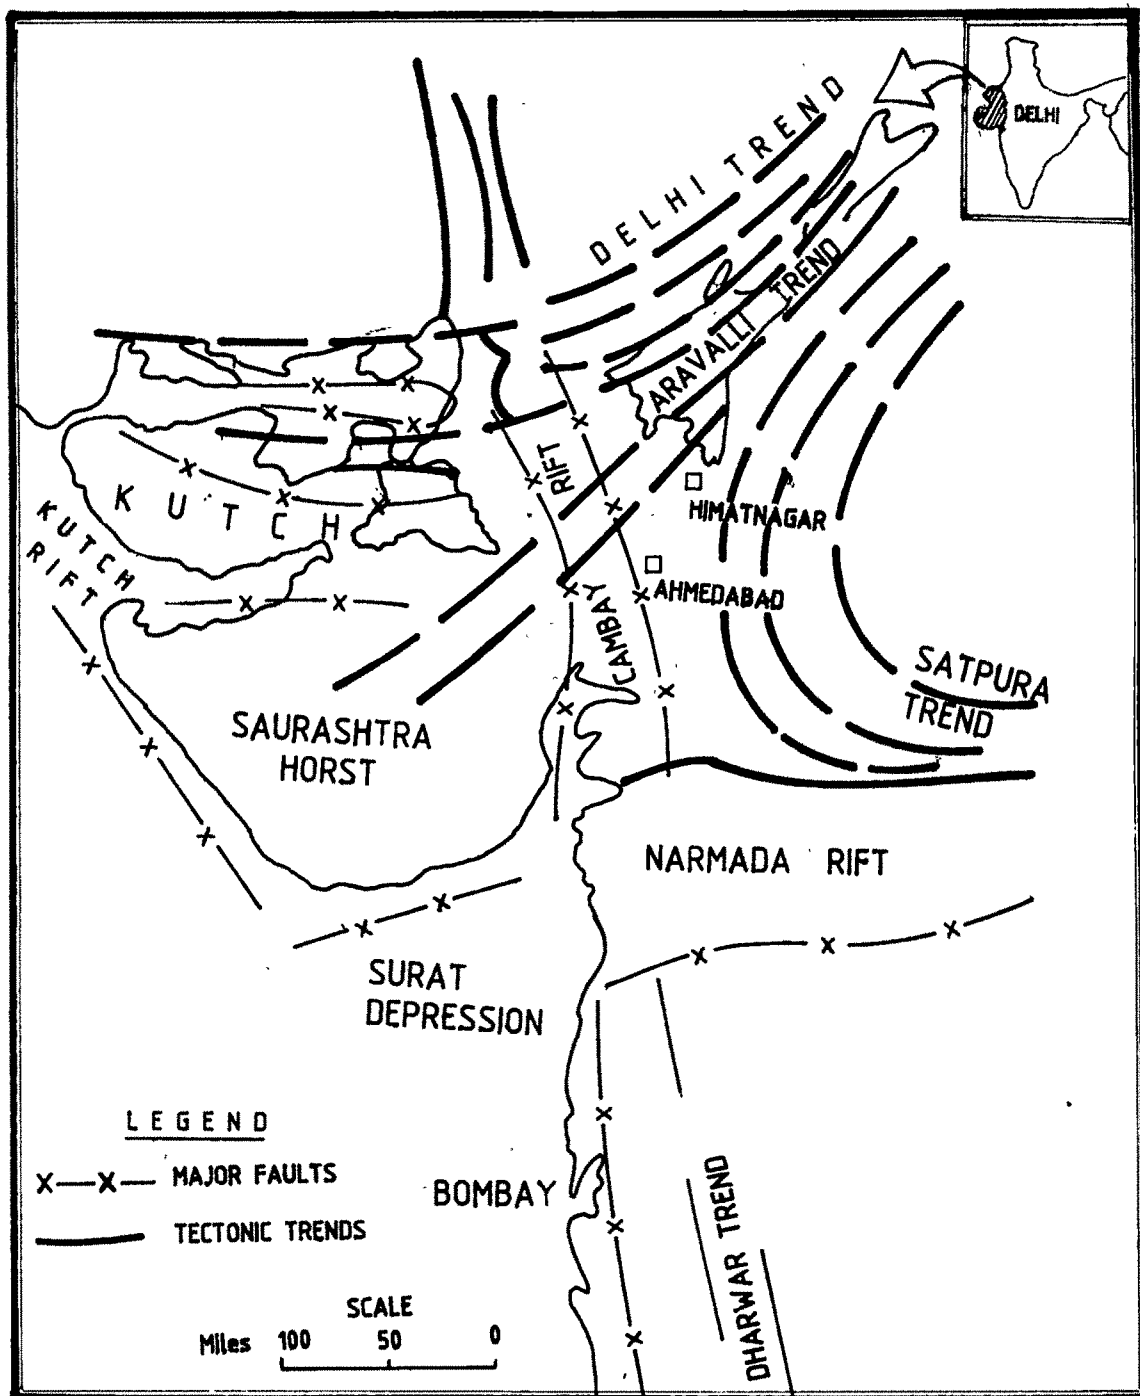 DELHI
DELHI TREND
ARAVALLI TREND
RIFT
KUTCH
HIMATNAGAR
KUTCH
RIFT
AHMEDABAD
CAMBAY
SATPURA
TREND
SAURASHTRA
HORST
NARMADA RIFT
SURAT
DEPRESSION
LEGEND
X—X— MAJOR FAULTS
TECTONIC TRENDS
BOMBAY
DHARWAR TREND
SCALE
Miles 100 50 0